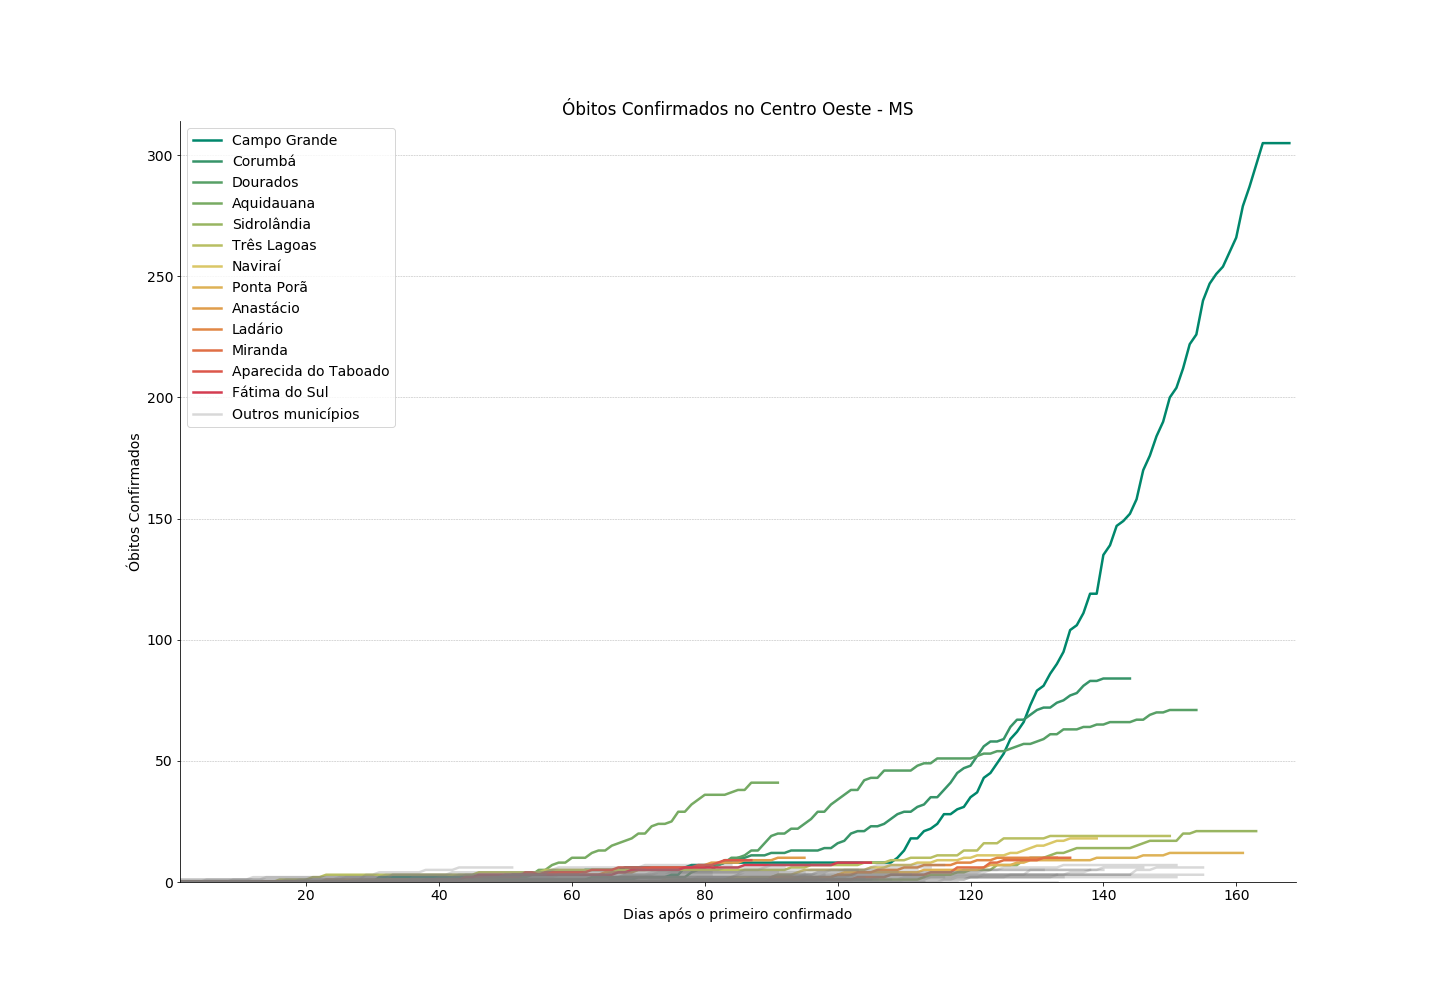 Óbitos Confirmados no Centro Oeste - MS
Campo Grande
Corumbá
Dourados
Aquidauana
Sidrolândia
Três Lagoas
Naviraí
Ponta Porã
Anastácio
Ladário
Miranda
Aparecida do Taboado
Fátima do Sul
Outros municípios
300
250
200
150
100
50
0
Óbitos Confirmados
20 40 60 80 100 120 140 160
Dias após o primeiro confirmado